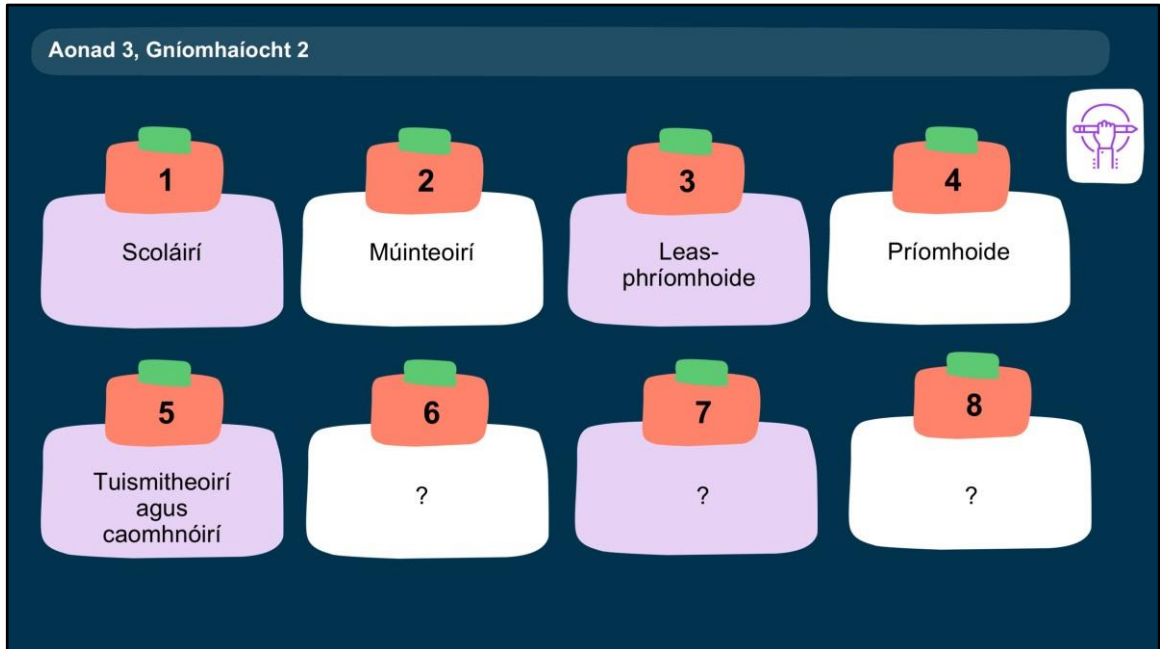 Aonad 3, Gníomhaíocht 2
1
Scoláirí
2
Múinteoirí
3
Leas-
phríomhoide
4
Príomhoide
5
Tuismitheoirí
agus
caomhnóirí
6
?
7
?
8
?